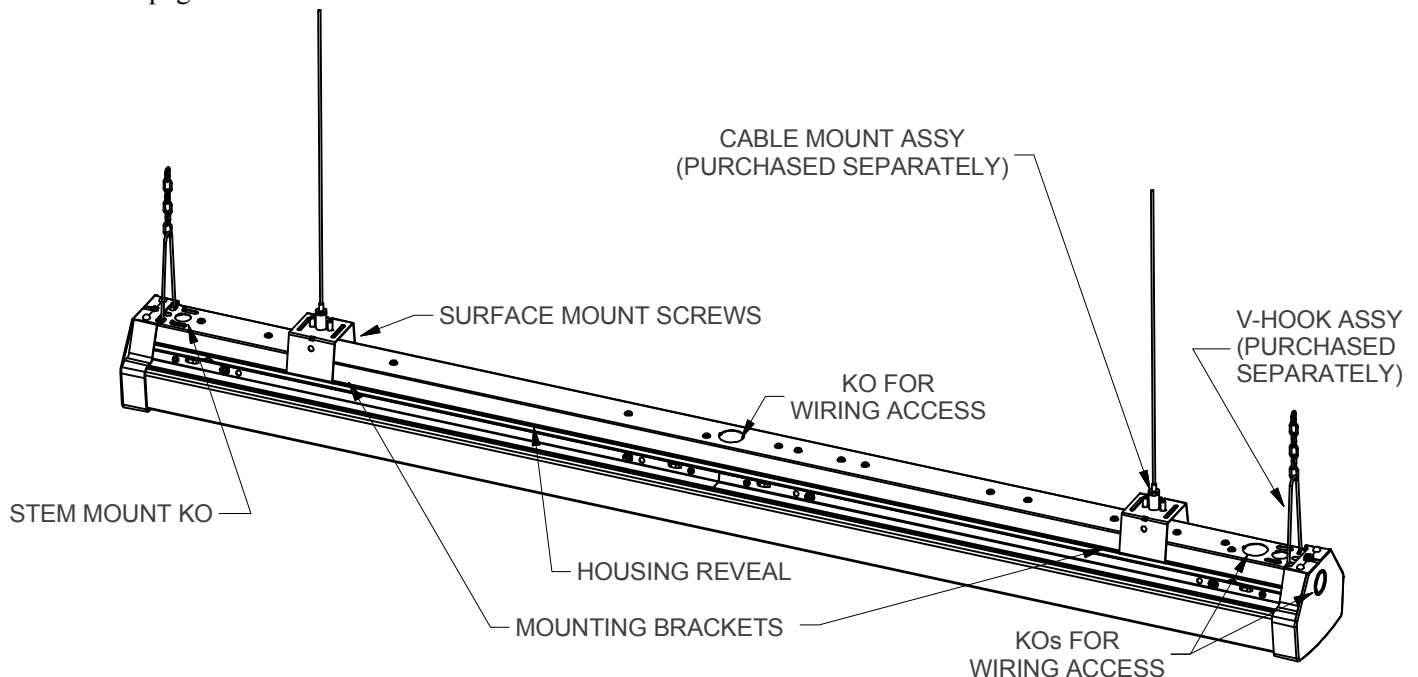 CABLE MOUNT ASSY
(PURCHASED SEPARATELY)
SURFACE MOUNT SCREWS
V-HOOK ASSY
(PURCHASED
SEPARATELY)
KO FOR
WIRING ACCESS
STEM MOUNT KO
HOUSING REVEAL
MOUNTING BRACKETS
KOs FOR
WIRING ACCESS